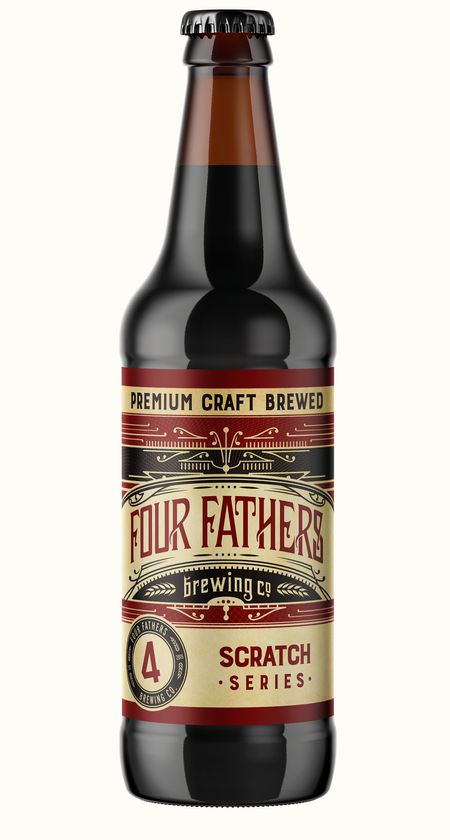 PREMIUM CRAFT BREWED
FOUR FATHERS
brewing co
FOUR FATHERS
4
BREWING CO.
SCRATCH
· SERIES ·